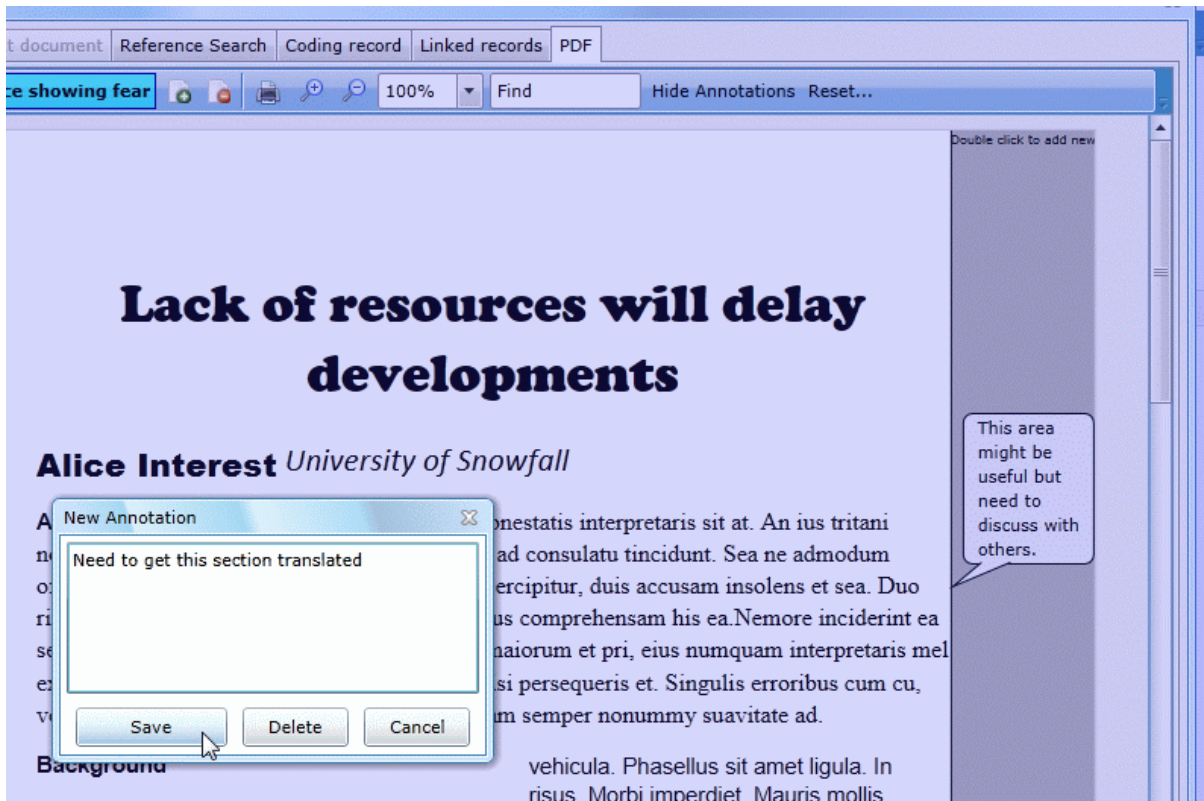 t document Reference Search Coding record Linked records PDF
ce showing fear 100% Find Hide Annotations Reset...
Double click to add new
Lack of resources will delay
developments
Alice Interest University of Snowfall
This area
might be
useful but
need to
discuss with
others.
New Annotation
Need to get this section translated
Save Delete Cancel
onestatis interpretaris sit at. An ius tritani
ad consulatu tincidunt. Sea ne admodum
ercipitur, duis accusam insolens et sea. Duo
us comprehensam his ea.Nemore inciderint ea
maiorum et pri, eius numquam interpretaris mel
si persequeris et. Singulis erroribus cum cu,
m semper nonummy suavitate ad.
Background
vehicula. Phasellus sit amet ligula. In
risus. Morbi imperdiet. Mauris mollis